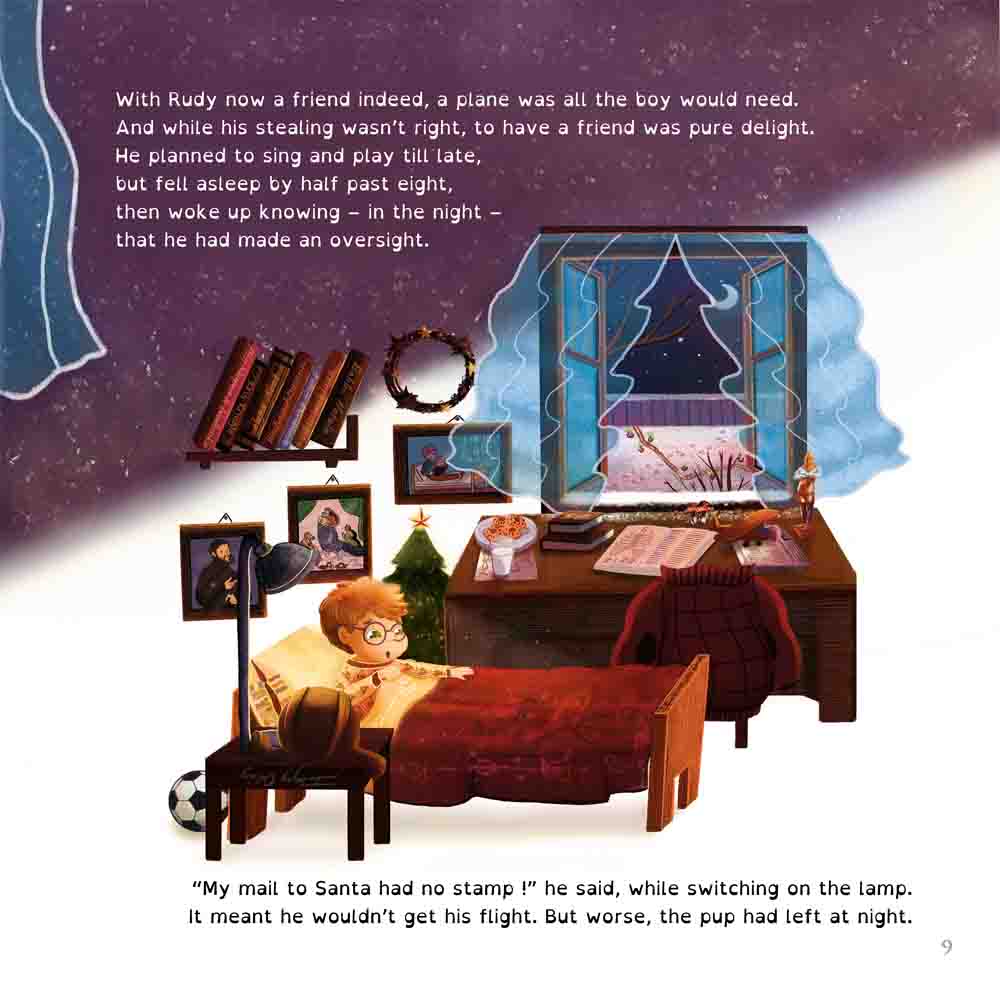 With Rudy now a friend indeed, a plane was all the boy would need.
And while his stealing wasn't right, to have a friend was pure delight.
He planned to sing and play till late,
but fell asleep by half past eight,
then woke up knowing – in the night –
that he had made an oversight.
“My mail to Santa had no stamp !” he said, while switching on the lamp.
It meant he wouldn't get his flight. But worse, the pup had left at night.
9